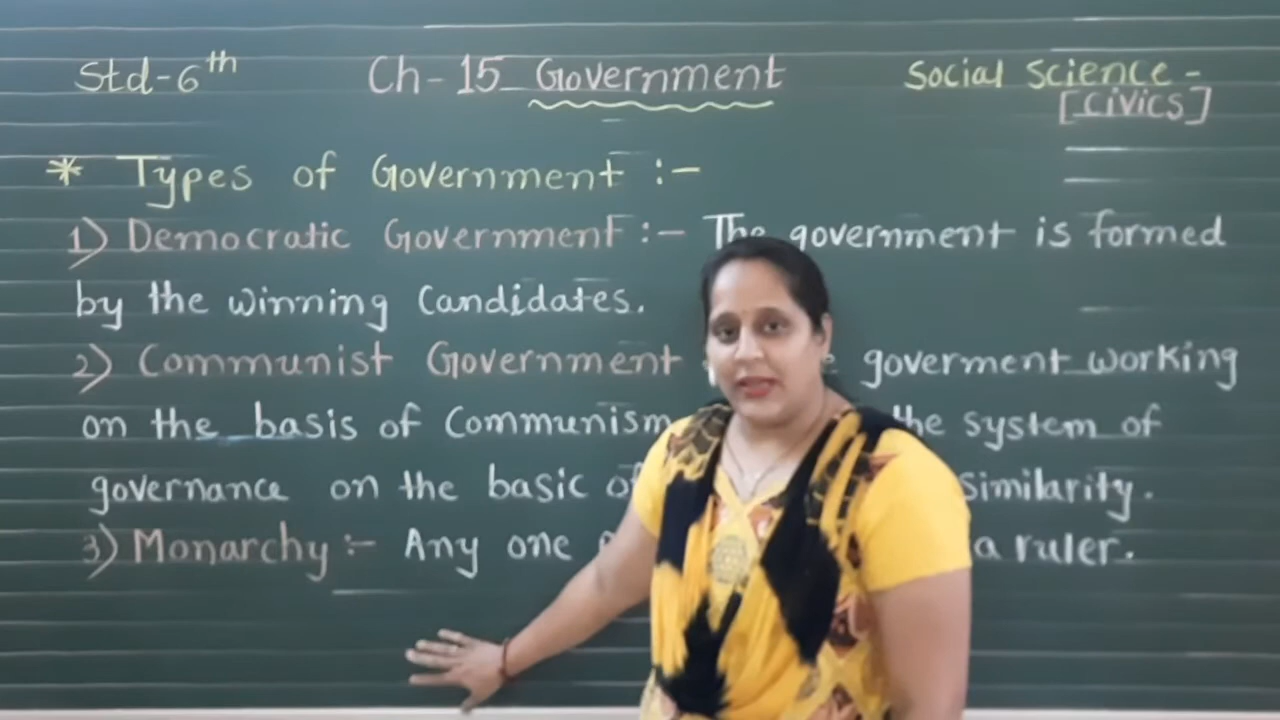 Std-6th Ch-15 Government Social Science -
[civics]
* Types of Government :-
1) Democratic Government :- The government is formed
by the winning candidates.
2) Communist Government goverment working
on the basis of Communism the system of
governance on the basic of similarity.
3) Monarchy :- Any one a ruler.